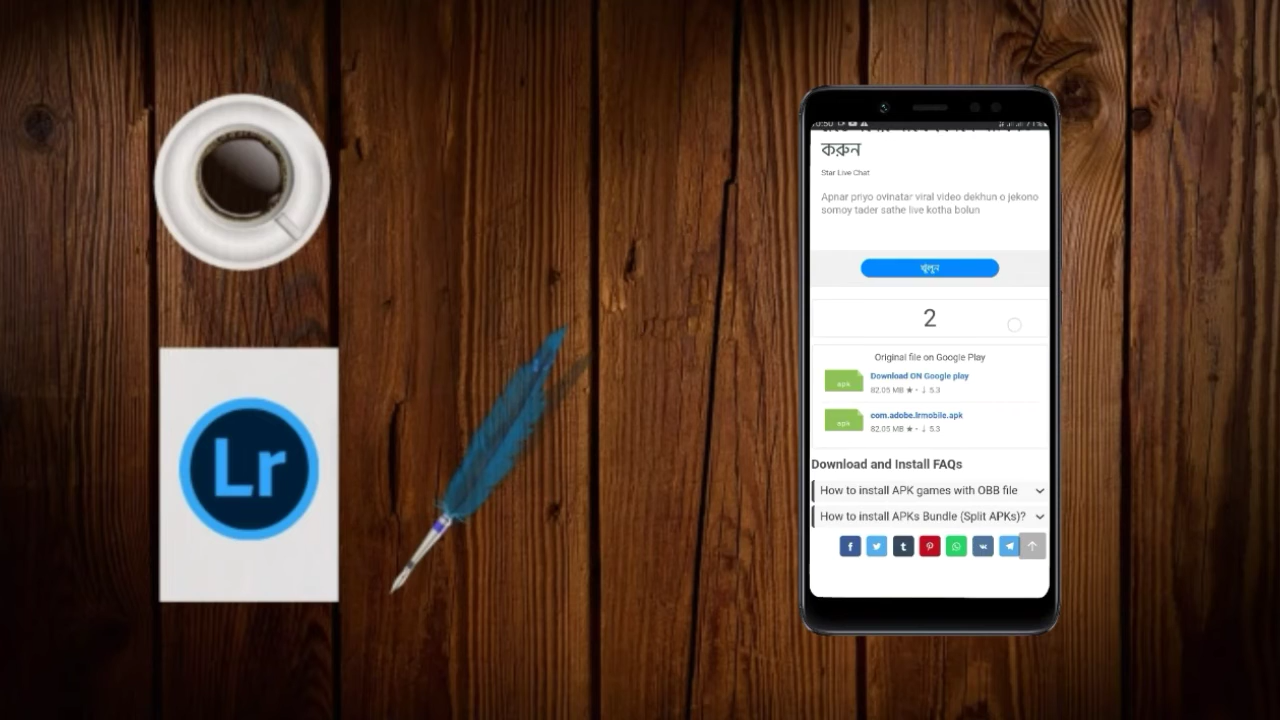 করুন
Star Live Chat
Apnar priyo ovinatar viral video dekhun o jekono
somoy tader sathe live kotha bolun
খুলুন
2
Original file on Google Play
apk
Download ON Google play
82.05 MB ★ - ↓ 5.3
apk
com.adobe.lrmobile.apk
82.05 MB ★ - ↓ 5.3
Lr
Download and Install FAQs
How to install APK games with OBB file
How to install APKs Bundle (Split APKs)?